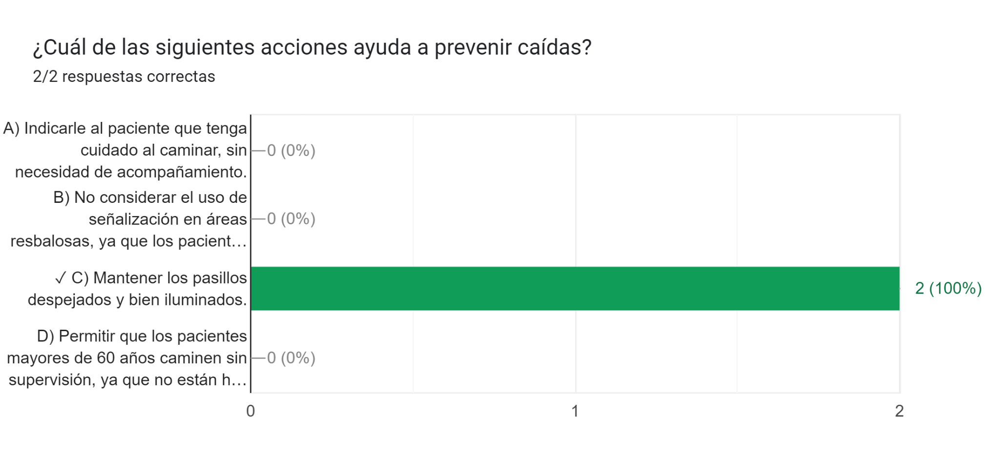 ¿Cuál de las siguientes acciones ayuda a prevenir caídas?
2/2 respuestas correctas
A) Indicarle al paciente que tenga
cuidado al caminar, sin
necesidad de acompañamiento.
0 (0%)
B) No considerar el uso de
señalización en áreas
resbalosas, ya que los pacient…
0 (0%)
✓ C) Mantener los pasillos
despejados y bien iluminados.
2 (100%)
D) Permitir que los pacientes
mayores de 60 años caminen sin
supervisión, ya que no están h…
0 (0%)
0 1 2